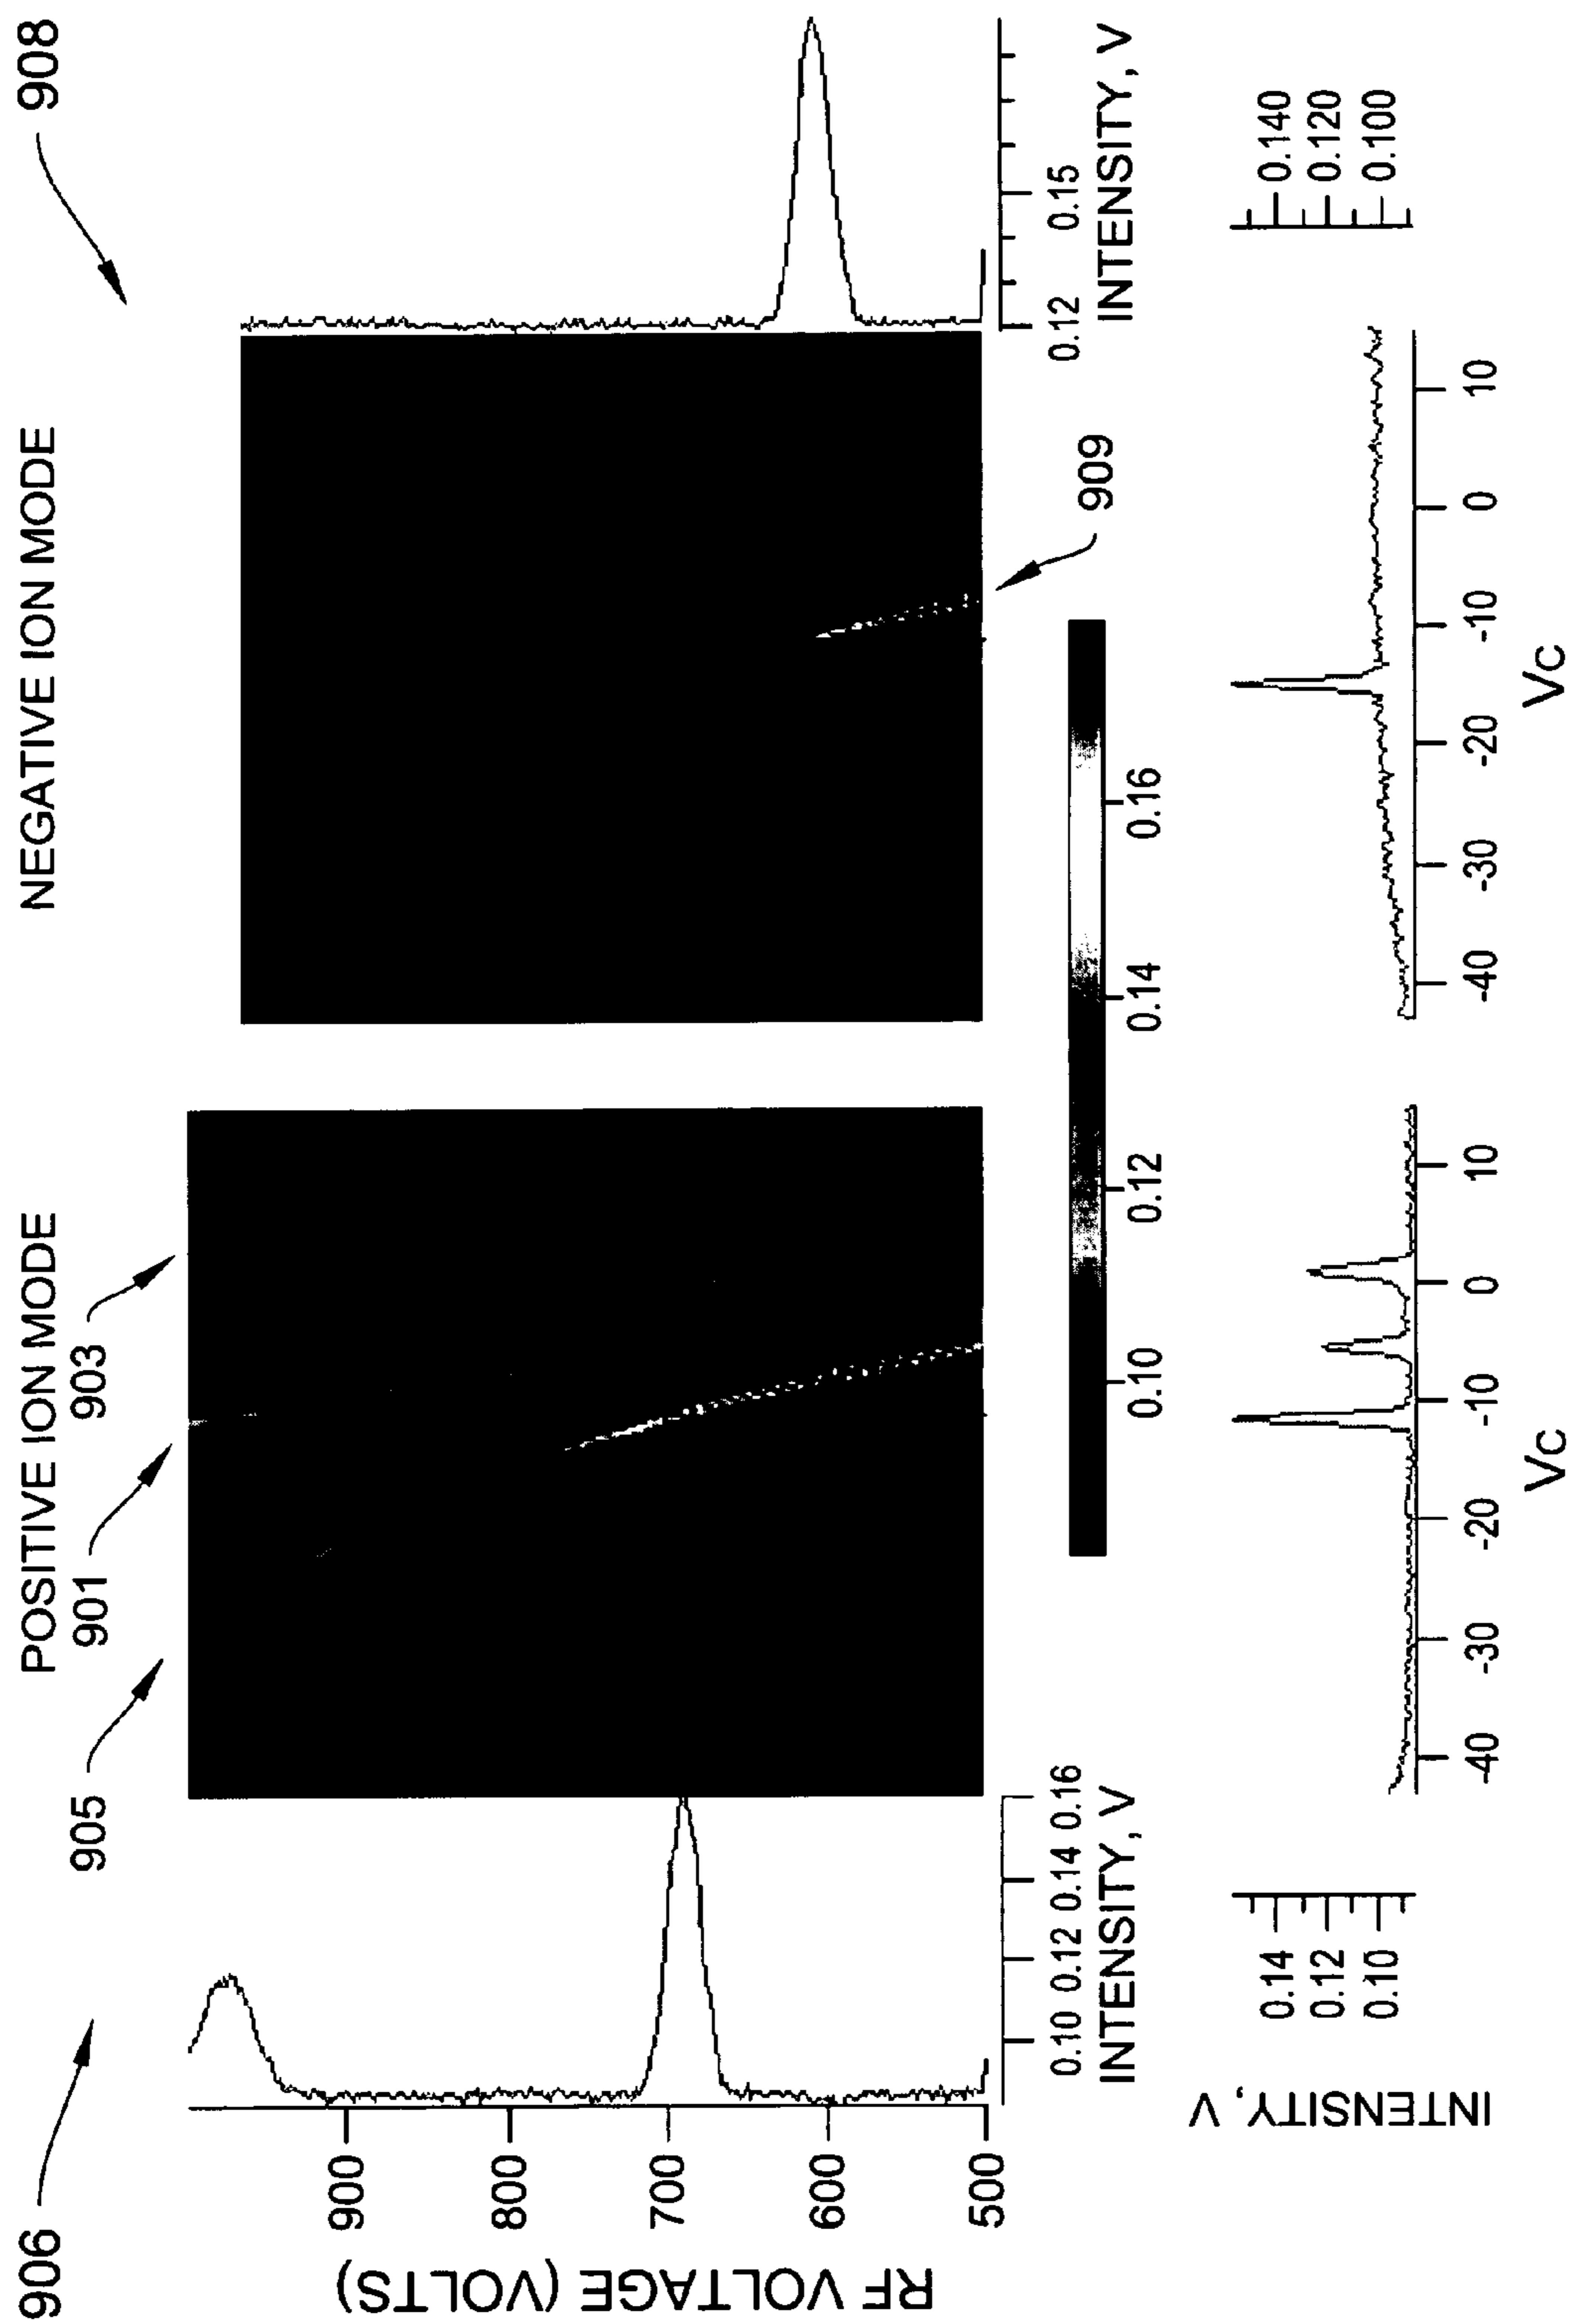 906
908
POSITIVE ION MODE
NEGATIVE ION MODE
905
901
903
RF VOLTAGE (VOLTS)
900
800
700
600
500
0.10 0.12 0.14 0.16
INTENSITY, V
0.12 0.15
INTENSITY, V
909
0.10 0.12 0.14 0.16
INTENSITY, V
0.14
0.12
0.10
0.140
0.120
0.100
-40 -30 -20 -10 0 10
Vc
-40 -30 -20 -10 0 10
Vc